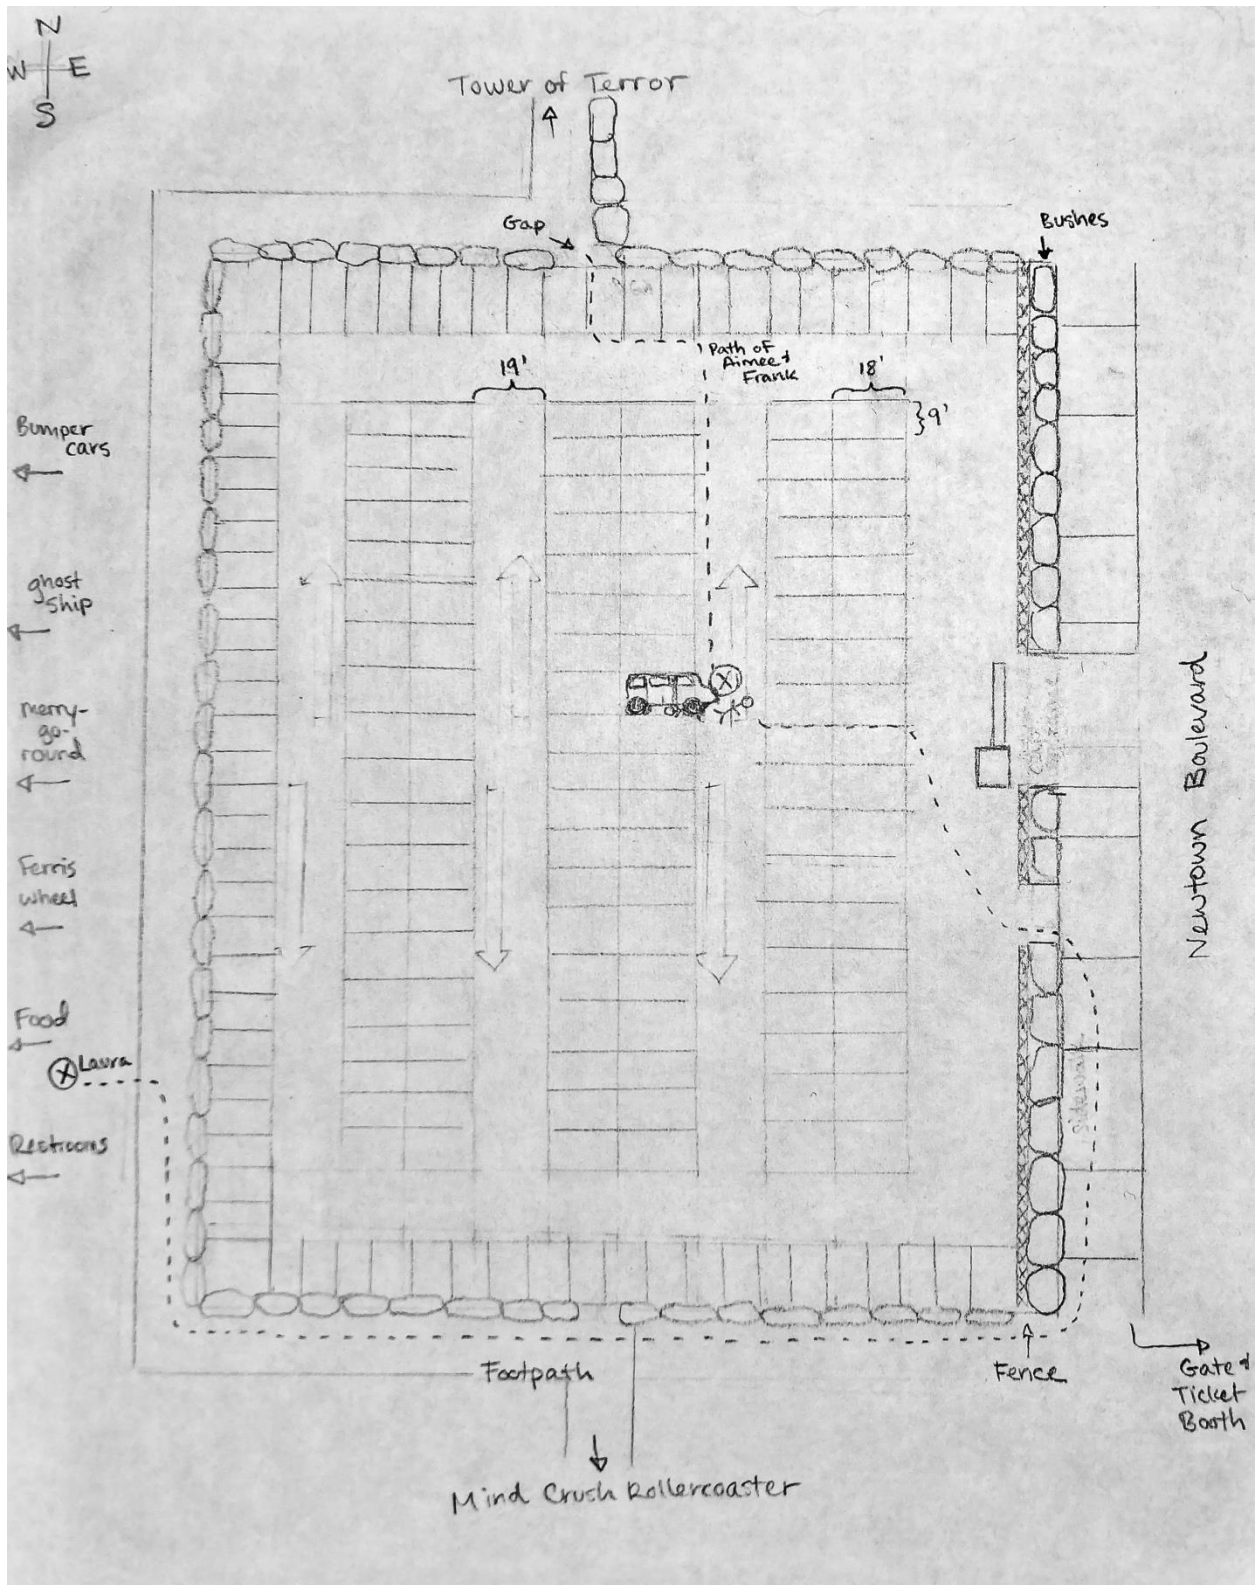 N
W E
S
Tower of Terror
Gap
Bushes
Path of
Aimee &
Frank
19'
18'
9'
Bumper
cars
ghost
ship
merry-
go-
round
Ferris
wheel
Food
Laura
Restrooms
Newtown Boulevard
Sidewalk
Footpath
Fence
Gate &
Ticket
Booth
Mind Crush Rollercoaster